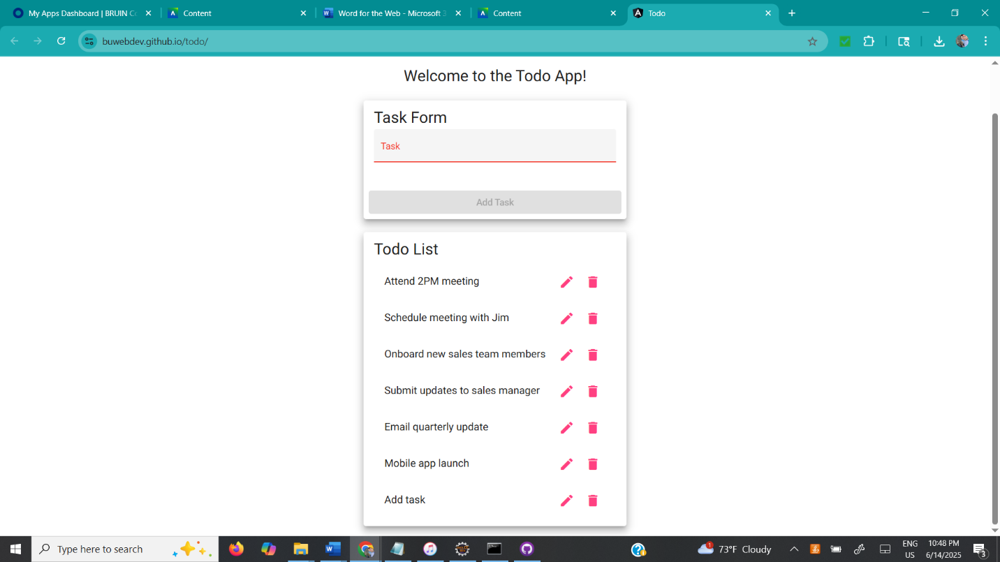 My Apps Dashboard | BRUIN Co
Content
Word for the Web - Microsoft 3
Content
Todo
buwebdev.github.io/todo/
Welcome to the Todo App!
Task Form
Task
Add Task
Todo List
Attend 2PM meeting
Schedule meeting with Jim
Onboard new sales team members
Submit updates to sales manager
Email quarterly update
Mobile app launch
Add task
Type here to search
1
73°F Cloudy
ENG
US
10:48 PM
6/14/2025
3